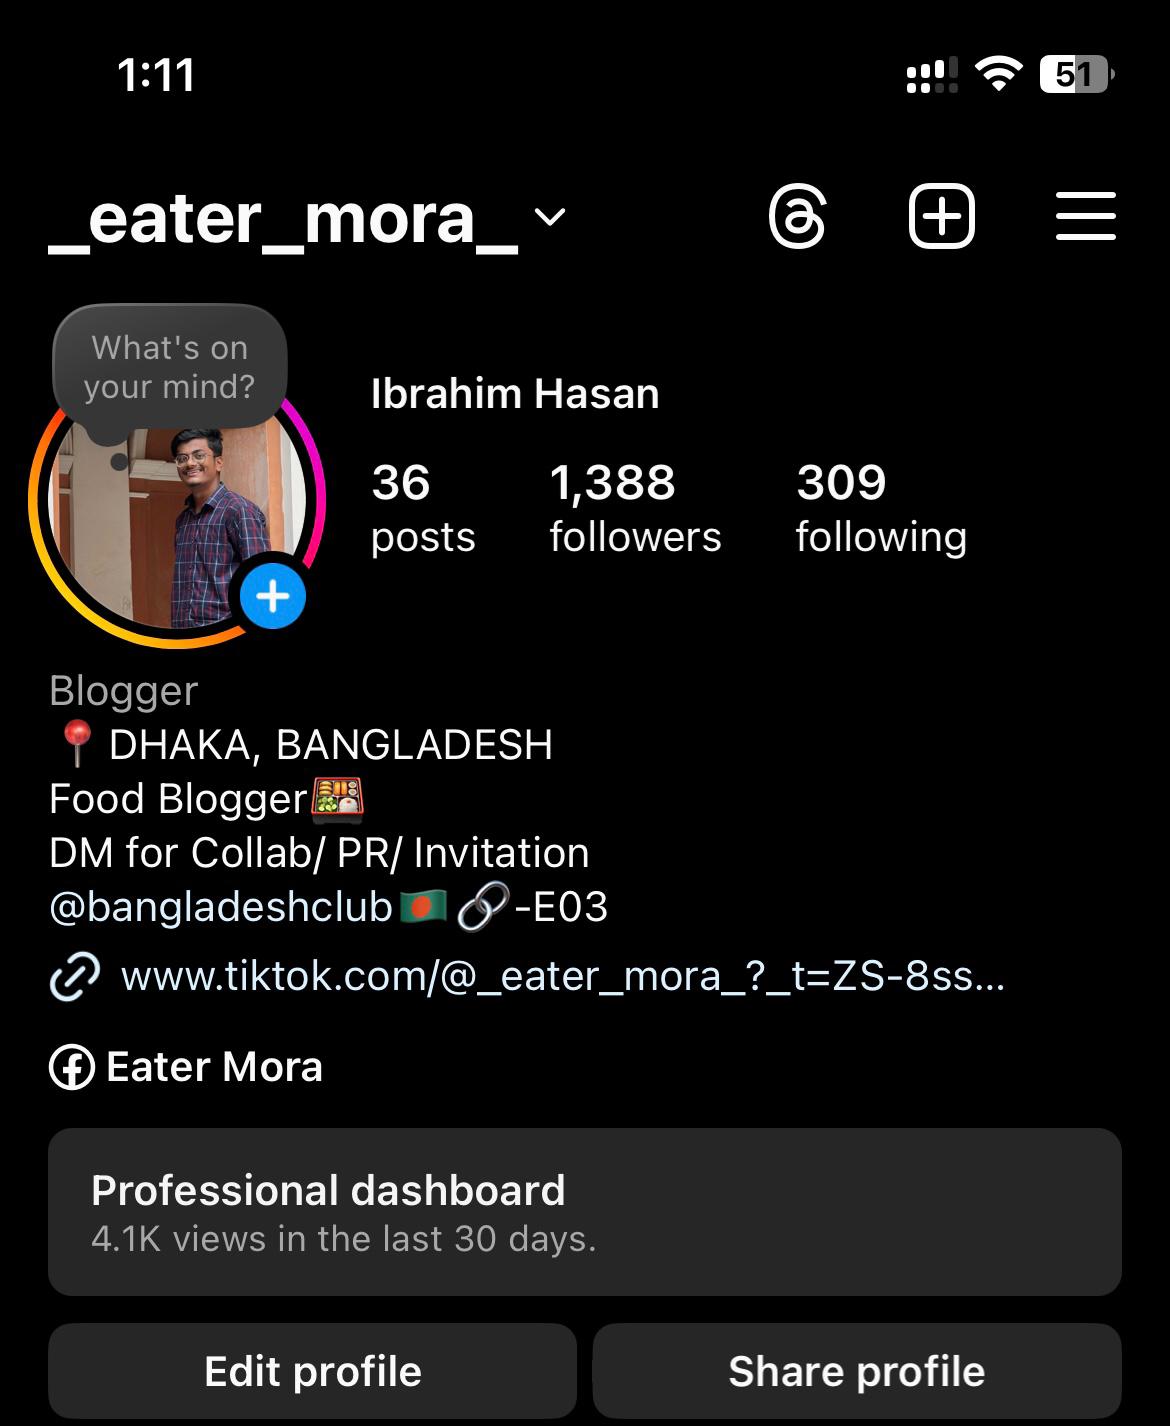 1:11
51
_eater_mora_
What's on
your mind?
Ibrahim Hasan
36 1,388 309
posts followers following
Blogger
📍DHAKA, BANGLADESH
Food Blogger🍱
DM for Collab/ PR/ Invitation
@bangladeshclub🇧🇩🔗-E03
www.tiktok.com/@_eater_mora_?_t=ZS-8ss...
Eater Mora
Professional dashboard
4.1K views in the last 30 days.
Edit profile Share profile